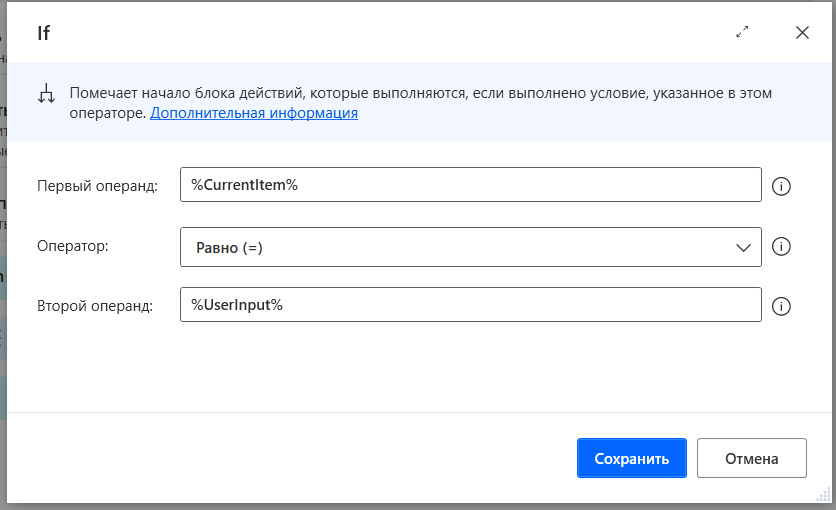 If
Помечает начало блока действий, которые выполняются, если выполнено условие, указанное в этом
операторе. Дополнительная информация
Первый операнд: %CurrentItem%
Оператор: Равно (=)
Второй операнд: %UserInput%
Сохранить Отмена